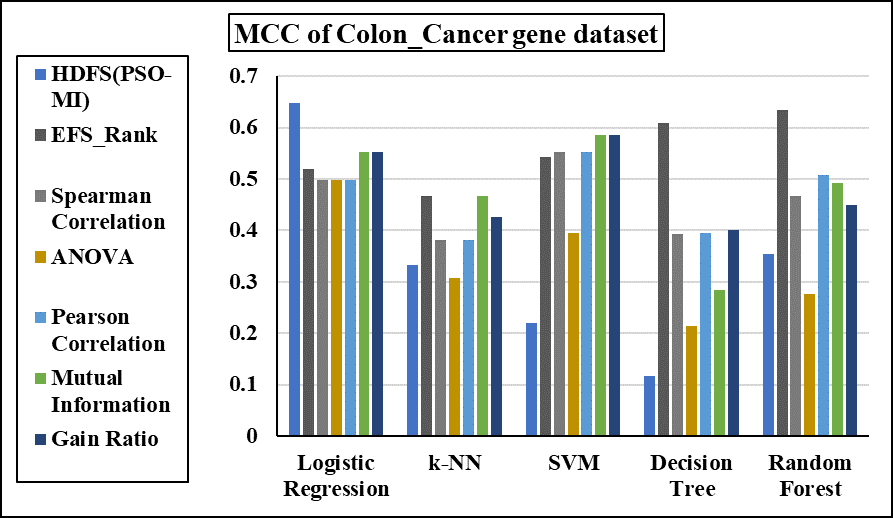 MCC of Colon_Cancer gene dataset
HDFS(PSO-
MI)
EFS_Rank
Spearman
Correlation
ANOVA
Pearson
Correlation
Mutual
Information
Gain Ratio
0.7
0.6
0.5
0.4
0.3
0.2
0.1
0
Logistic
Regression
k-NN
SVM
Decision
Tree
Random
Forest